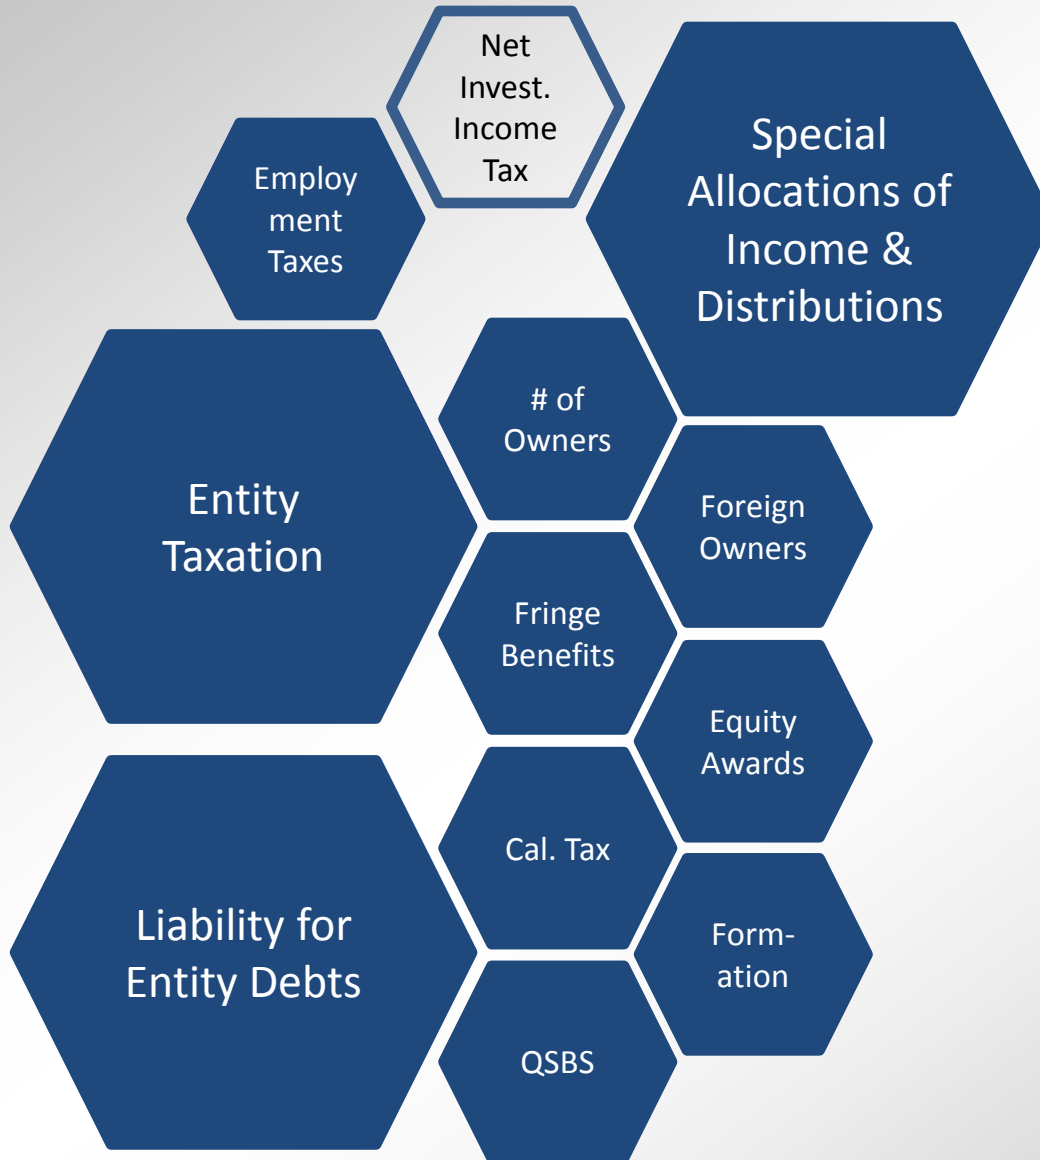 Net
Invest.
Income
Tax
Special
Allocations of
Income &
Distributions
Employ
ment
Taxes
# of
Owners
Entity
Taxation
Foreign
Owners
Fringe
Benefits
Equity
Awards
Cal. Tax
Liability for
Entity Debts
Form-
ation
QSBS